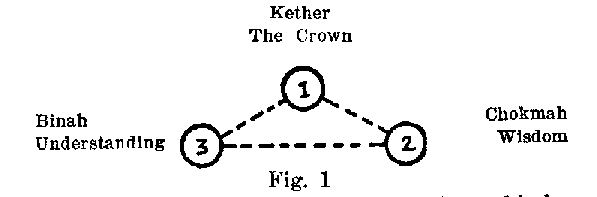 Kether
The Crown
1
Binah
Understanding
3
2
Chokmah
Wisdom
Fig. 1